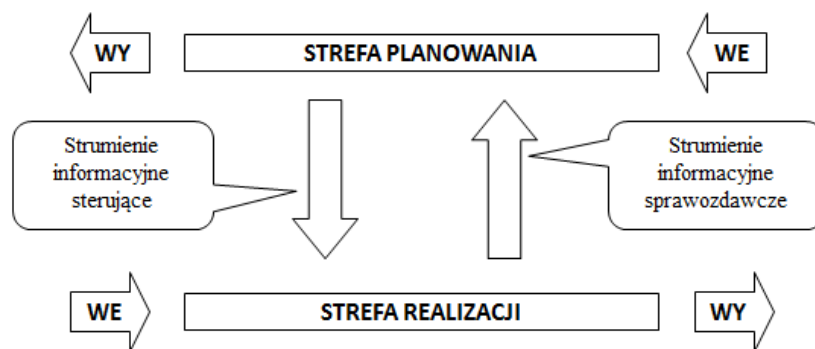 WY
STREFA PLANOWANIA
WE
Strumienie
informacyjne
sterujące
Strumienie
informacyjne
sprawozdawcze
WE
STREFA REALIZACJI
WY